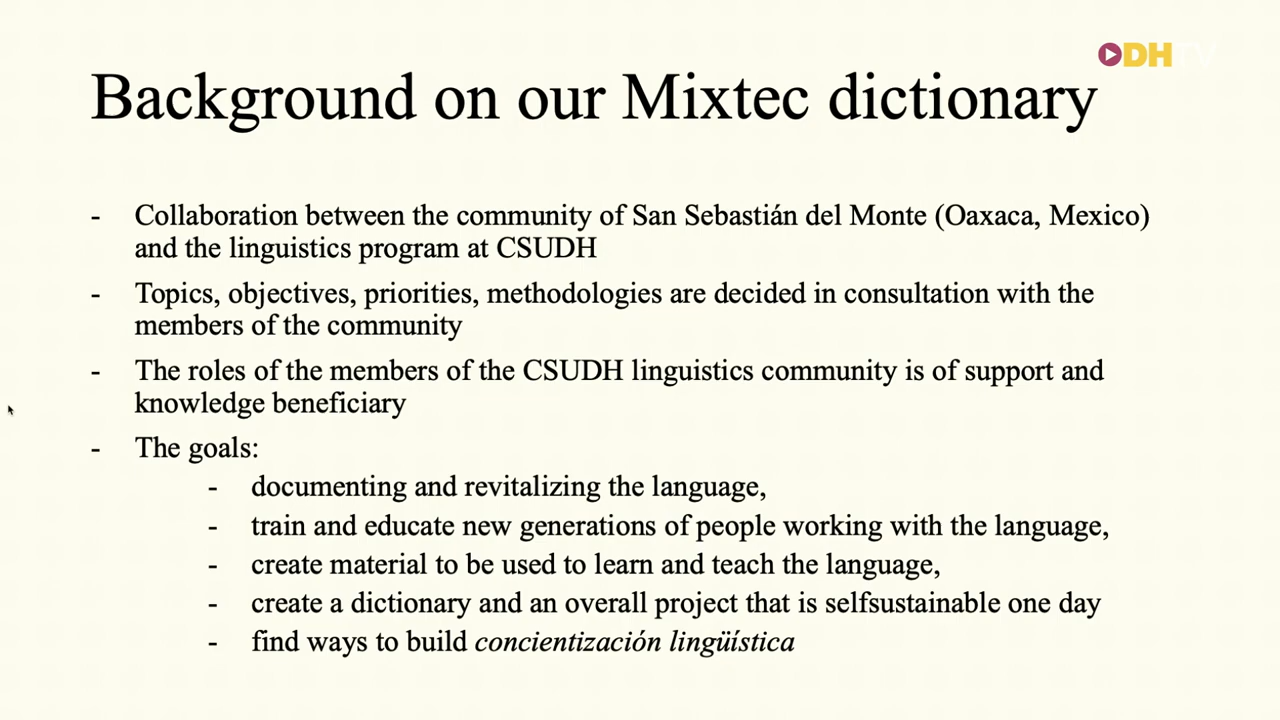 DHTV
Background on our Mixtec dictionary
- Collaboration between the community of San Sebastián del Monte (Oaxaca, Mexico)
and the linguistics program at CSUDH
- Topics, objectives, priorities, methodologies are decided in consultation with the
members of the community
- The roles of the members of the CSUDH linguistics community is of support and
knowledge beneficiary
- The goals:
- documenting and revitalizing the language,
- train and educate new generations of people working with the language,
- create material to be used to learn and teach the language,
- create a dictionary and an overall project that is selfsustainable one day
- find ways to build concientización lingüística